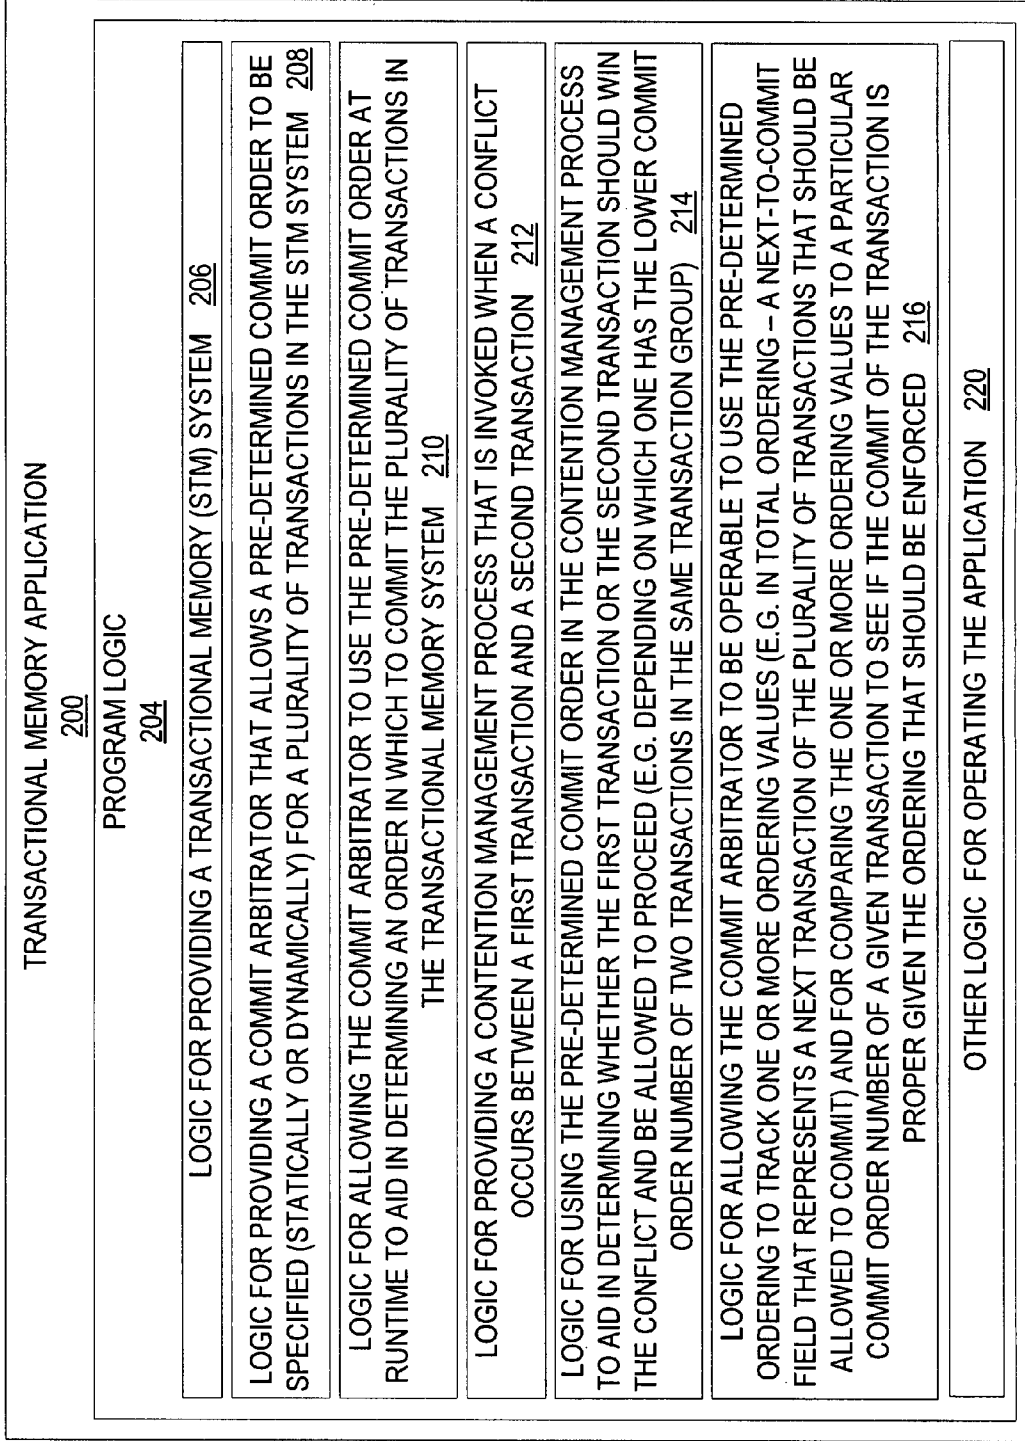 TRANSACTIONAL MEMORY APPLICATION
200
PROGRAM LOGIC
204
LOGIC FOR PROVIDING A TRANSACTIONAL MEMORY (STM) SYSTEM 206
LOGIC FOR PROVIDING A COMMIT ARBITRATOR THAT ALLOWS A PRE-DETERMINED COMMIT ORDER TO BE
SPECIFIED (STATICALLY OR DYNAMICALLY) FOR A PLURALITY OF TRANSACTIONS IN THE STM SYSTEM 208
LOGIC FOR ALLOWING THE COMMIT ARBITRATOR TO USE THE PRE-DETERMINED COMMIT ORDER AT
RUNTIME TO AID IN DETERMINING AN ORDER IN WHICH TO COMMIT THE PLURALITY OF TRANSACTIONS IN
THE TRANSACTIONAL MEMORY SYSTEM 210
LOGIC FOR PROVIDING A CONTENTION MANAGEMENT PROCESS THAT IS INVOKED WHEN A CONFLICT
OCCURS BETWEEN A FIRST TRANSACTION AND A SECOND TRANSACTION 212
LOGIC FOR USING THE PRE-DETERMINED COMMIT ORDER IN THE CONTENTION MANAGEMENT PROCESS
TO AID IN DETERMINING WHETHER THE FIRST TRANSACTION OR THE SECOND TRANSACTION SHOULD WIN
THE CONFLICT AND BE ALLOWED TO PROCEED (E.G. DEPENDING ON WHICH ONE HAS THE LOWER COMMIT
ORDER NUMBER OF TWO TRANSACTIONS IN THE SAME TRANSACTION GROUP) 214
LOGIC FOR ALLOWING THE COMMIT ARBITRATOR TO BE OPERABLE TO USE THE PRE-DETERMINED
ORDERING TO TRACK ONE OR MORE ORDERING VALUES (E.G. IN TOTAL ORDERING – A NEXT-TO-COMMIT
FIELD THAT REPRESENTS A NEXT TRANSACTION OF THE PLURALITY OF TRANSACTIONS THAT SHOULD BE
ALLOWED TO COMMIT) AND FOR COMPARING THE ONE OR MORE ORDERING VALUES TO A PARTICULAR
COMMIT ORDER NUMBER OF A GIVEN TRANSACTION TO SEE IF THE COMMIT OF THE TRANSACTION IS
PROPER GIVEN THE ORDERING THAT SHOULD BE ENFORCED 216
OTHER LOGIC FOR OPERATING THE APPLICATION 220